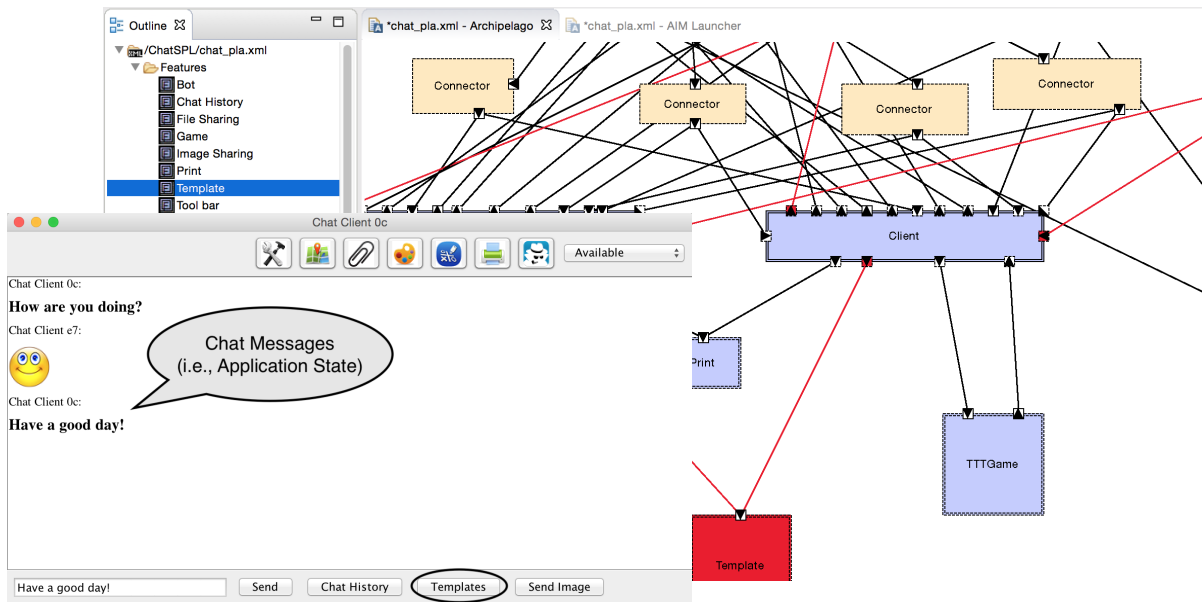 Outline
*chat_pla.xml - Archipelago
*chat_pla.xml - AIM Launcher
/ChatSPL/chat_pla.xml
Features
Bot
Chat History
File Sharing
Game
Image Sharing
Print
Template
Tool bar
Connector
Connector
Connector
Connector
Client
Print
TTTGame
Template
Chat Client 0c
Available
Chat Client 0c:
How are you doing?
Chat Client e7:
Chat Client 0c:
Have a good day!
Chat Messages
(i.e., Application State)
Have a good day!
Send
Chat History
Templates
Send Image